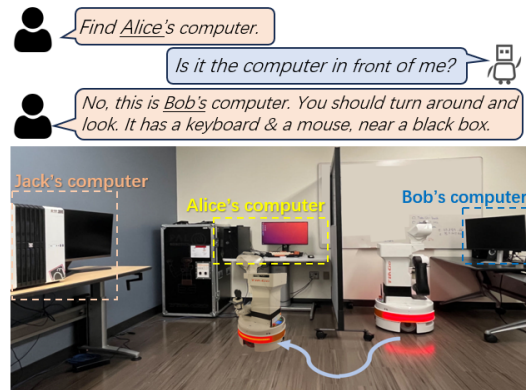 Find Alice's computer.
Is it the computer in front of me?
No, this is Bob's computer. You should turn around and
look. It has a keyboard & a mouse, near a black box.
Jack's computer
Alice's computer
Bob's computer